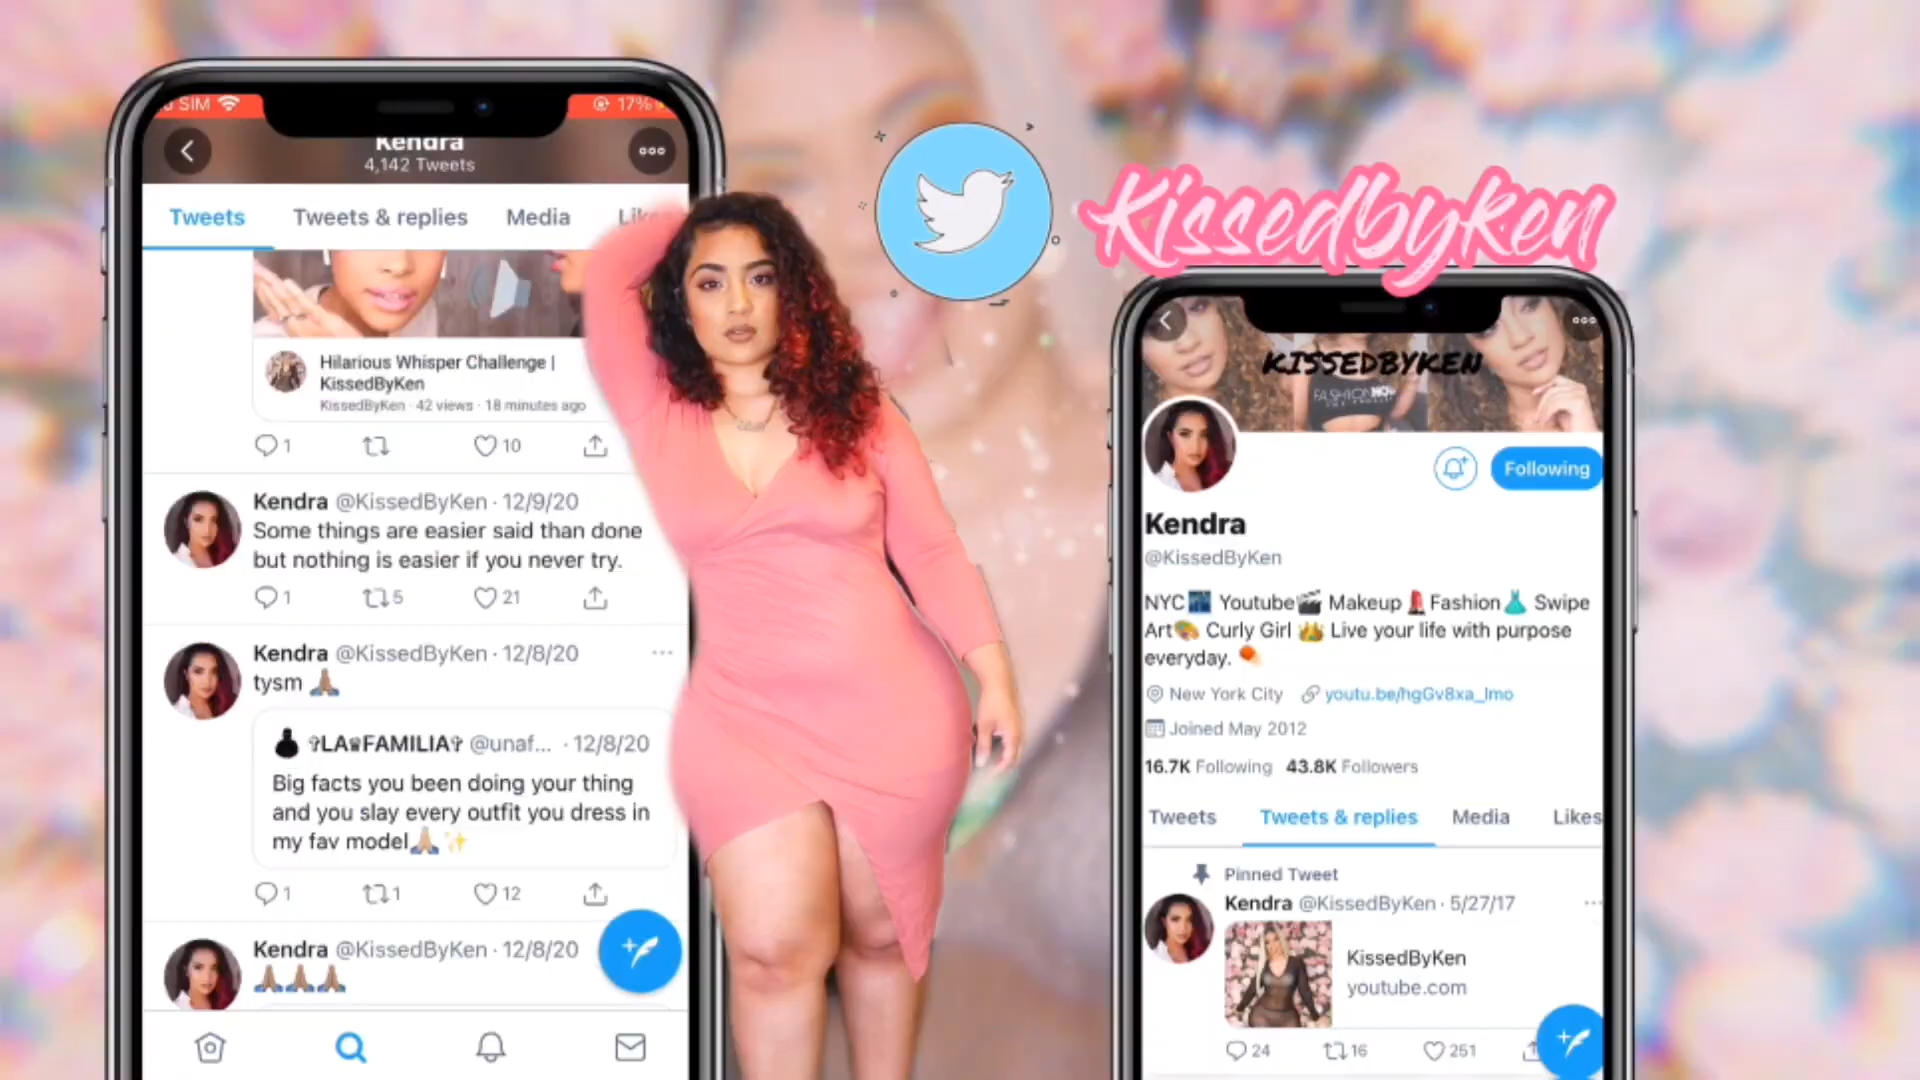 SIM
17%
Kendra
4,142 Tweets
Tweets
Tweets & replies
Media
Hilarious Whisper Challenge |
KissedByKen
KissedByKen · 42 views · 18 minutes ago
1
10
Kendra @KissedByKen · 12/9/20
Some things are easier said than done
but nothing is easier if you never try.
1
5
21
Kendra @KissedByKen · 12/8/20
tysm 🙏🏽
✞LA♛FAMILIA✞ @unaf... · 12/8/20
Big facts you been doing your thing
and you slay every outfit you dress in
my fav model🙏🏼✨
1
1
12
Kendra @KissedByKen · 12/8/20
🙏🏽🙏🏽🙏🏽
Kissedbyken
KISSEDBYKEN
FASHION NOVA
Following
Kendra
@KissedByKen
NYC🌃 Youtube🎬 Makeup💄Fashion👗 Swipe
Art🎨 Curly Girl 👑 Live your life with purpose
everyday. ☄️
New York City
youtu.be/hgGv8xa_lmo
Joined May 2012
16.7K Following 43.8K Followers
Tweets
Tweets & replies
Media
Likes
Pinned Tweet
Kendra @KissedByKen · 5/27/17
KissedByKen
youtube.com
24
16
251